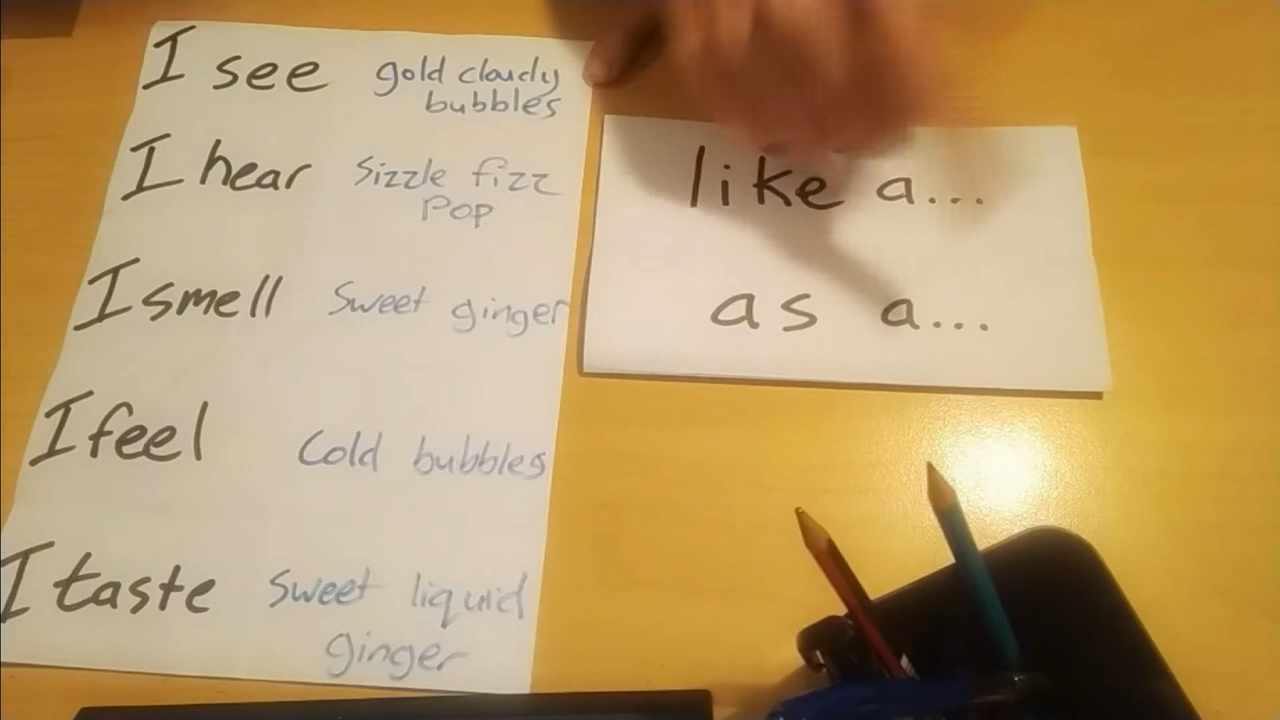 I see gold cloudy
bubbles
I hear Sizzle fizz
Pop
I smell Sweet ginger
I feel Cold bubbles
I taste Sweet liquid
ginger
like a...
as a...